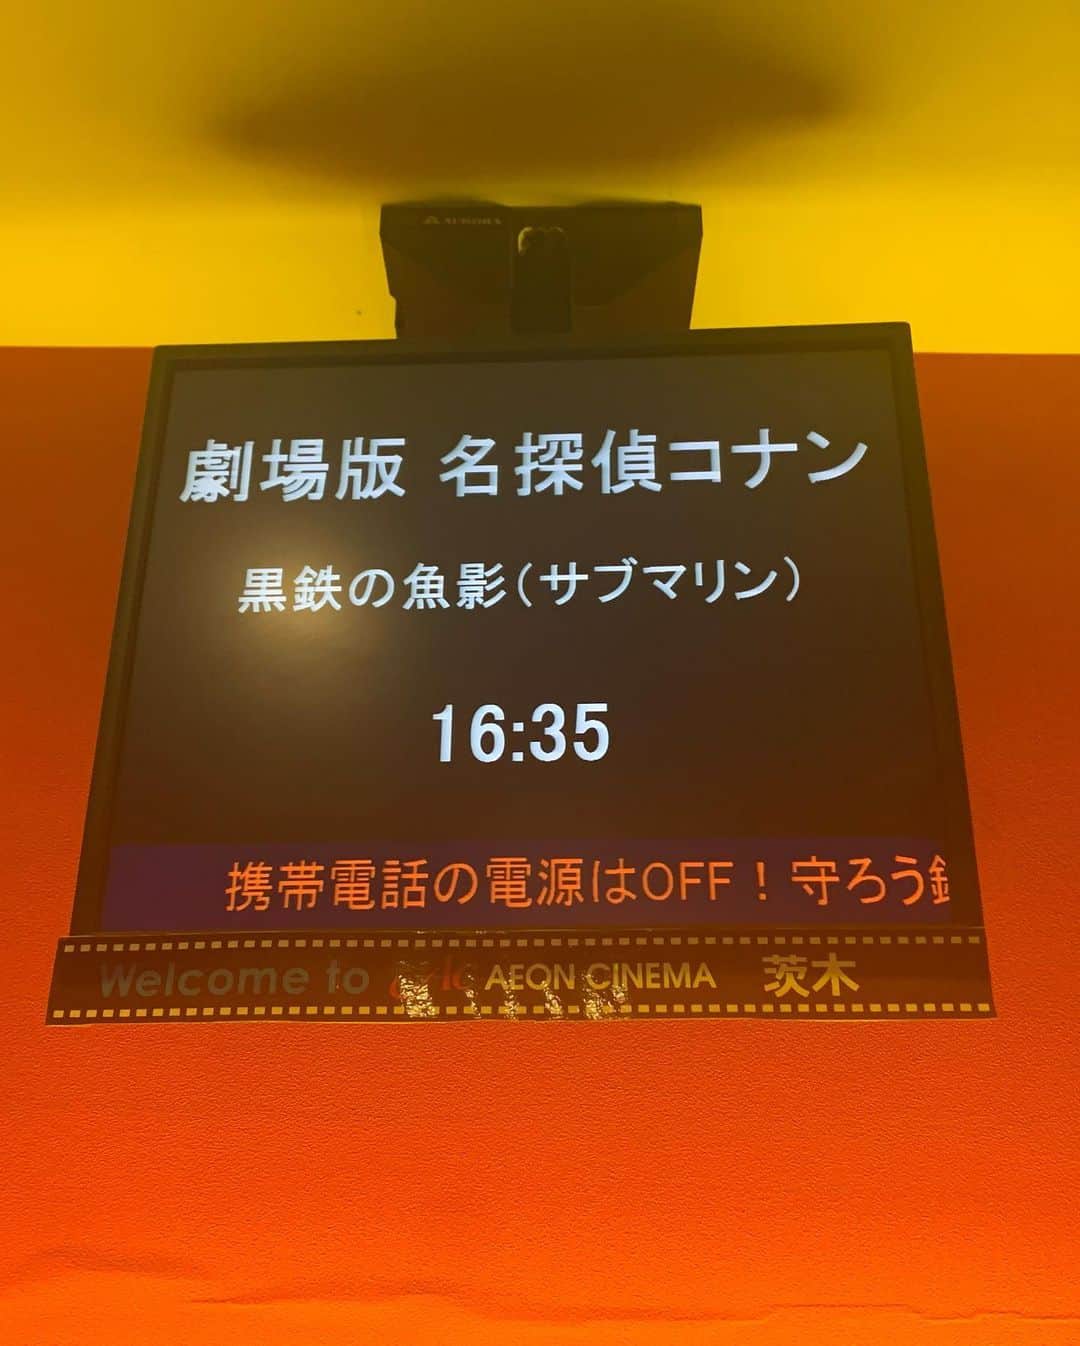 劇場版 名探偵コナン
黒鉄の魚影(サブマリン)
16:35
携帯電話の電源はOFF！守ろう
Welcome to AEON CINEMA 茨木